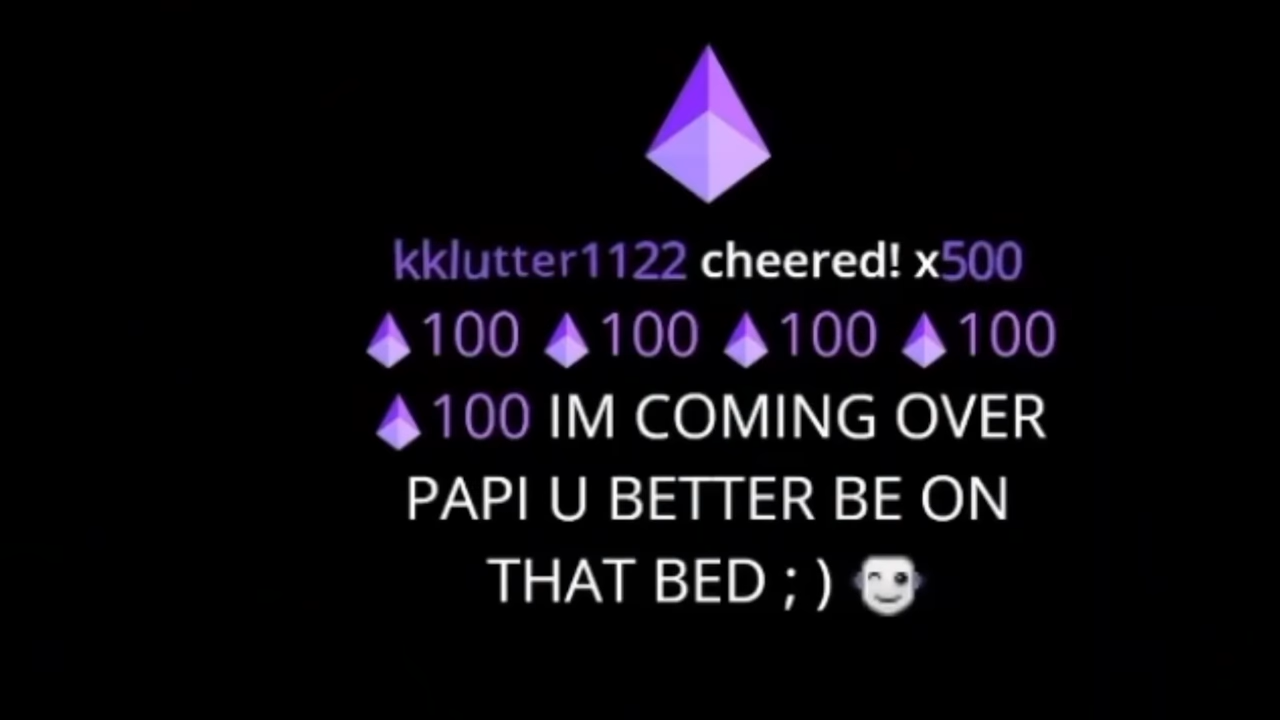 kklutter1122 cheered! x500
100 100 100 100
100 IM COMING OVER
PAPI U BETTER BE ON
THAT BED ; )